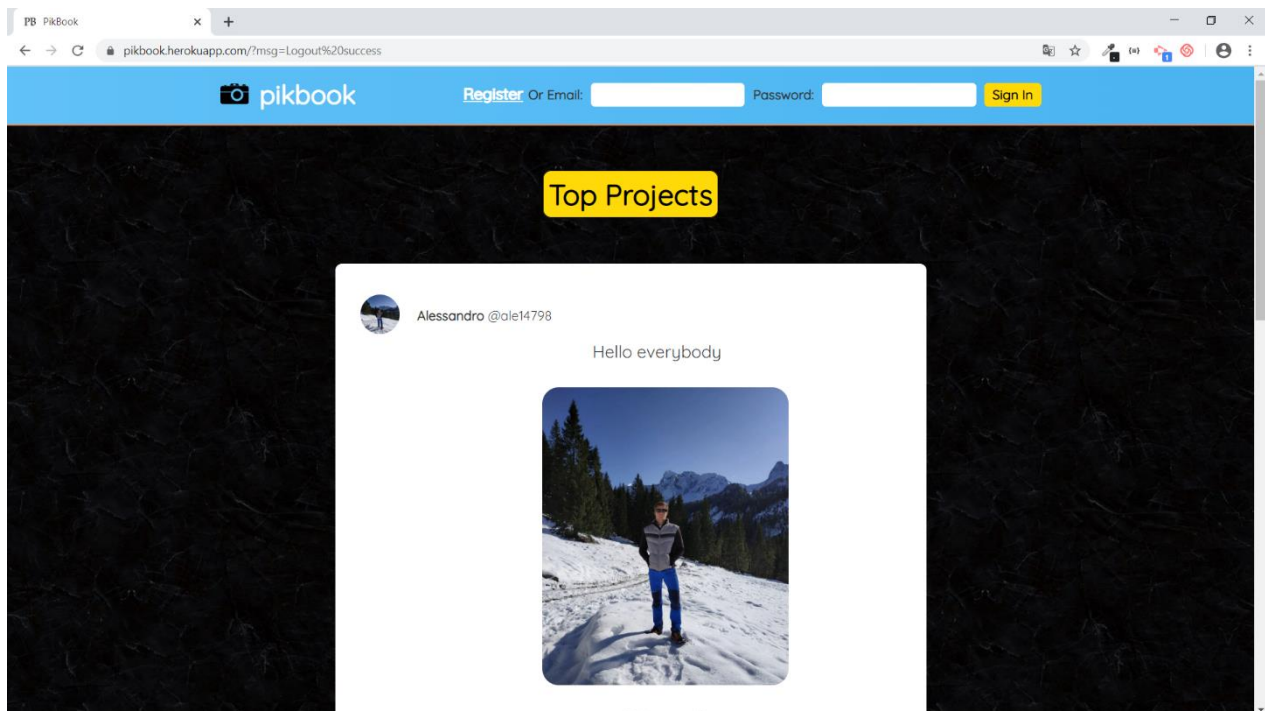 PB PikBook
pikbook.herokuapp.com/?msg=Logout%20success
pikbook Register Or Email: Password: Sign In
Top Projects
Alessandro @ale14798
Hello everybody